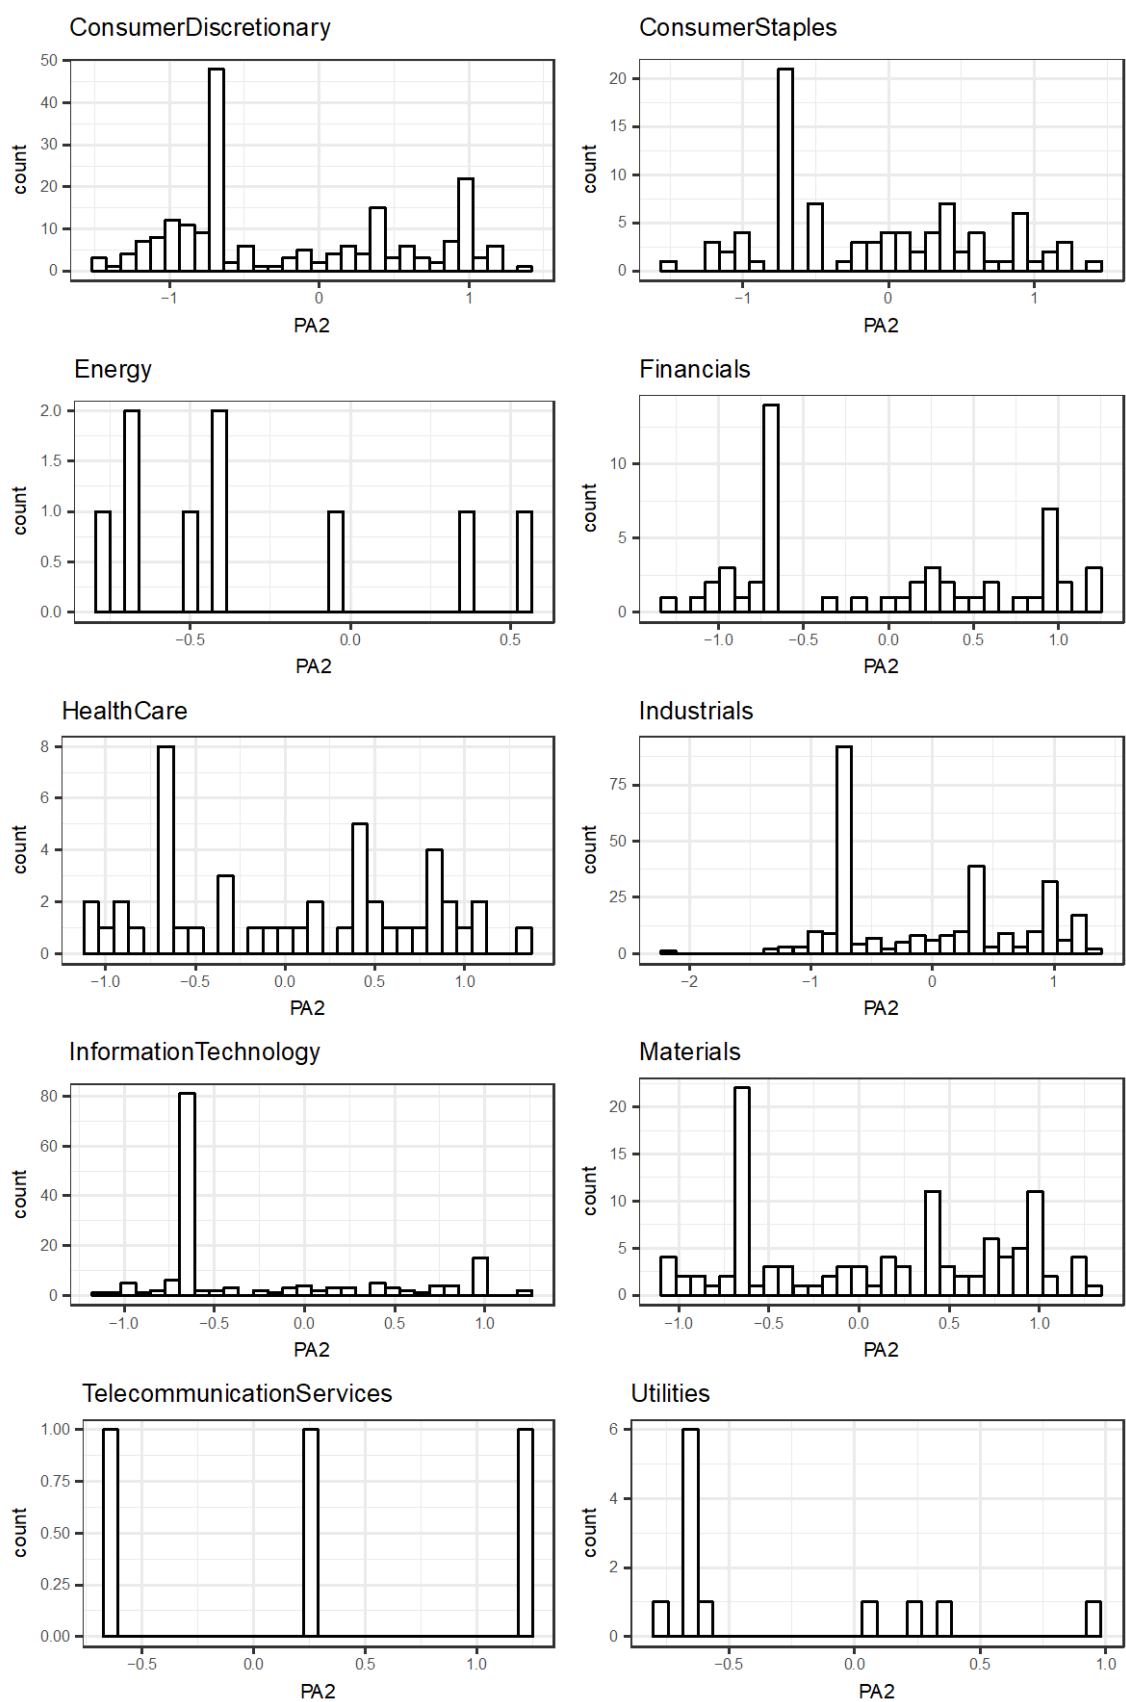 ConsumerDiscretionary
50
40
30
20
10
0
count
−1
0
1
PA2
ConsumerStaples
20
15
10
5
0
count
−1
0
1
PA2
Energy
2.0
1.5
1.0
0.5
0.0
count
−0.5
0.0
0.5
PA2
Financials
10
5
0
count
−1.0
−0.5
0.0
0.5
1.0
PA2
HealthCare
8
6
4
2
0
count
−1.0
−0.5
0.0
0.5
1.0
PA2
Industrials
75
50
25
0
count
−2
−1
0
1
PA2
InformationTechnology
80
60
40
20
0
count
−1.0
−0.5
0.0
0.5
1.0
PA2
Materials
20
15
10
5
0
count
−1.0
−0.5
0.0
0.5
1.0
PA2
TelecommunicationServices
1.00
0.75
0.50
0.25
0.00
count
−0.5
0.0
0.5
1.0
PA2
Utilities
6
4
2
0
count
−0.5
0.0
0.5
1.0
PA2